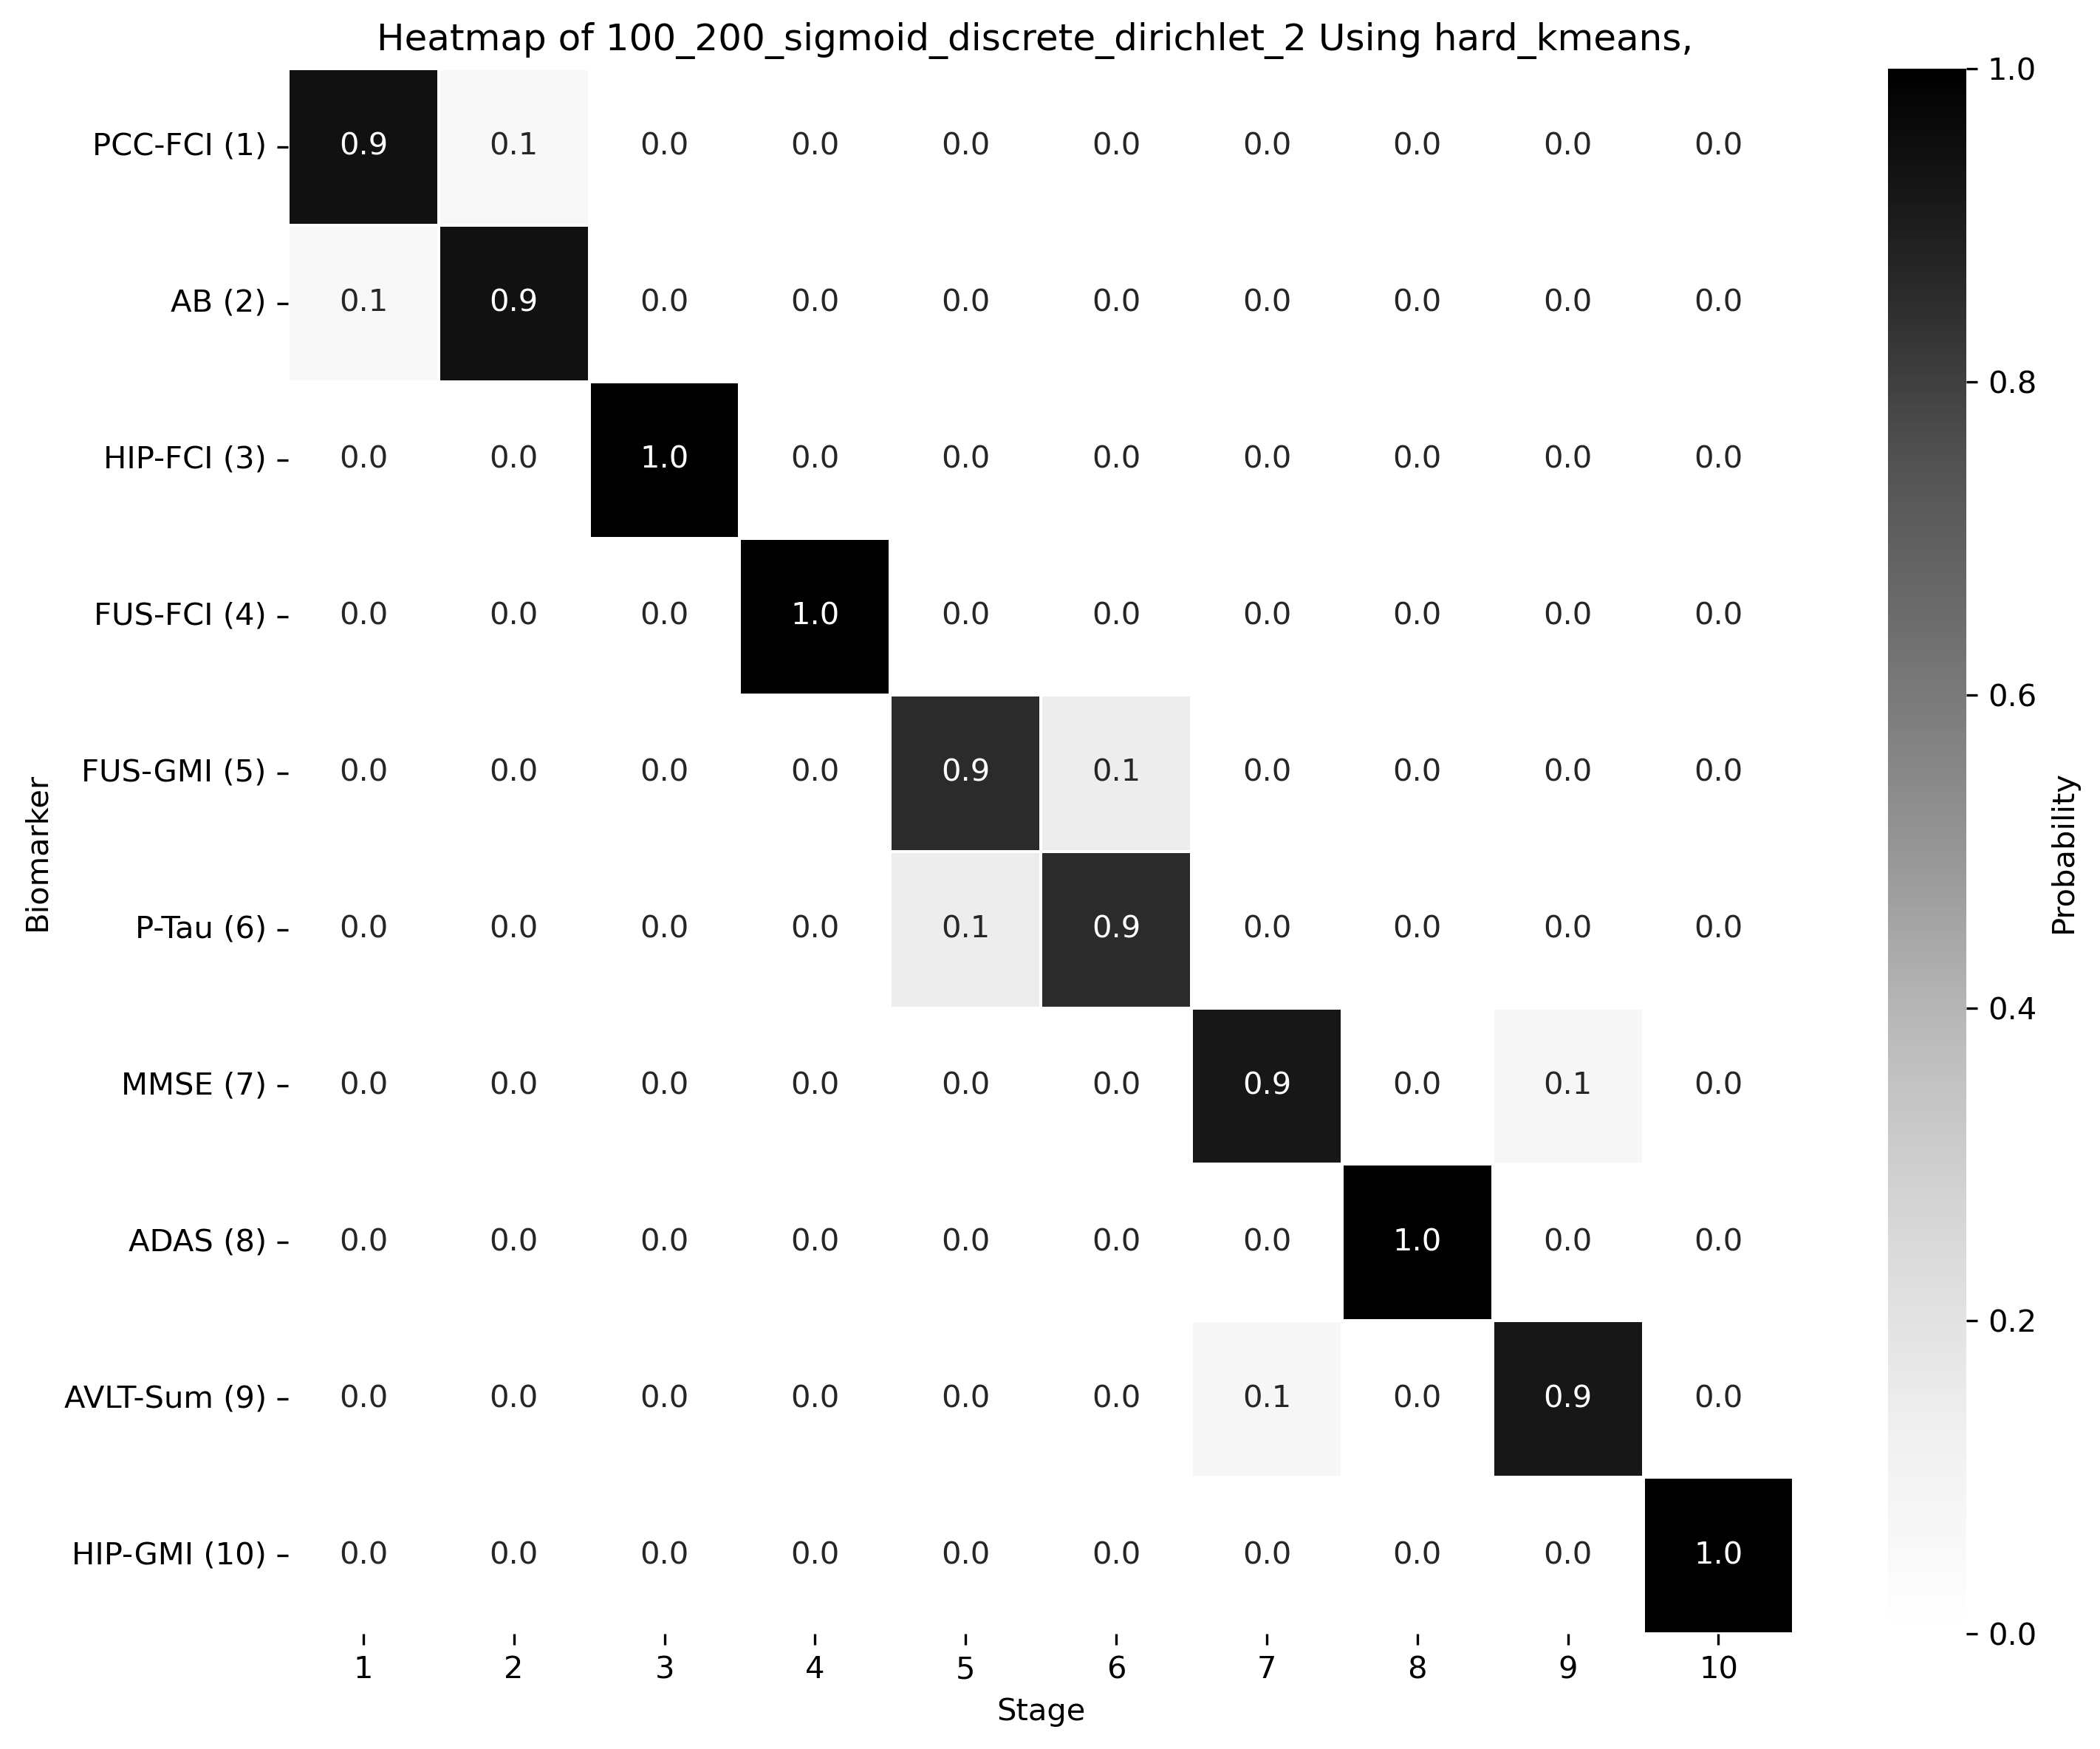 Heatmap of 100_200_sigmoid_discrete_dirichlet_2 Using hard_kmeans,
PCC-FCI (1) 0.9 0.1 0.0 0.0 0.0 0.0 0.0 0.0 0.0 0.0
AB (2) 0.1 0.9 0.0 0.0 0.0 0.0 0.0 0.0 0.0 0.0
HIP-FCI (3) 0.0 0.0 1.0 0.0 0.0 0.0 0.0 0.0 0.0 0.0
FUS-FCI (4) 0.0 0.0 0.0 1.0 0.0 0.0 0.0 0.0 0.0 0.0
FUS-GMI (5) 0.0 0.0 0.0 0.0 0.9 0.1 0.0 0.0 0.0 0.0
P-Tau (6) 0.0 0.0 0.0 0.0 0.1 0.9 0.0 0.0 0.0 0.0
MMSE (7) 0.0 0.0 0.0 0.0 0.0 0.0 0.9 0.0 0.1 0.0
ADAS (8) 0.0 0.0 0.0 0.0 0.0 0.0 0.0 1.0 0.0 0.0
AVLT-Sum (9) 0.0 0.0 0.0 0.0 0.0 0.0 0.1 0.0 0.9 0.0
HIP-GMI (10) 0.0 0.0 0.0 0.0 0.0 0.0 0.0 0.0 0.0 1.0
1 2 3 4 5 6 7 8 9 10
Stage
Biomarker
1.0
0.8
0.6
0.4
0.2
0.0
Probability